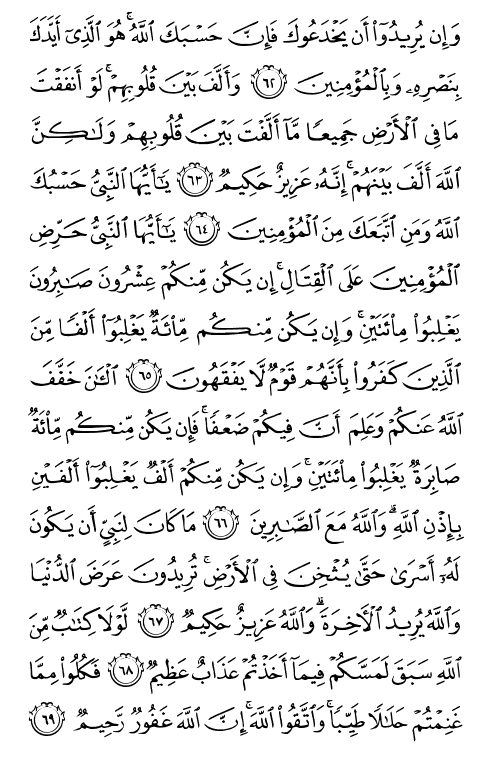 وَإِن يُرِيدُوٓا۟ أَن يَخْدَعُوكَ فَإِنَّ حَسْبَكَ ٱللَّهُ ۚ هُوَ ٱلَّذِىٓ أَيَّدَكَ
بِنَصْرِهِۦ وَبِٱلْمُؤْمِنِينَ ٦٢ وَأَلَّفَ بَيْنَ قُلُوبِهِمْ ۚ لَوْ أَنفَقْتَ
مَا فِى ٱلْأَرْضِ جَمِيعًا مَّآ أَلَّفْتَ بَيْنَ قُلُوبِهِمْ وَلَـٰكِنَّ
ٱللَّهَ أَلَّفَ بَيْنَهُمْ ۚ إِنَّهُۥ عَزِيزٌ حَكِيمٌ ٦٣ يَـٰٓأَيُّهَا ٱلنَّبِىُّ حَسْبُكَ
ٱللَّهُ وَمَنِ ٱتَّبَعَكَ مِنَ ٱلْمُؤْمِنِينَ ٦٤ يَـٰٓأَيُّهَا ٱلنَّبِىُّ حَرِّضِ
ٱلْمُؤْمِنِينَ عَلَى ٱلْقِتَالِ ۚ إِن يَكُن مِّنكُمْ عِشْرُونَ صَـٰبِرُونَ
يَغْلِبُوا۟ مِا۟ئَتَيْنِ ۚ وَإِن يَكُن مِّنكُم مِّا۟ئَةٌ يَغْلِبُوٓا۟ أَلْفًا مِّنَ
ٱلَّذِينَ كَفَرُوا۟ بِأَنَّهُمْ قَوْمٌ لَّا يَفْقَهُونَ ٦٥ ٱلْـَٔـٰنَ خَفَّفَ
ٱللَّهُ عَنكُمْ وَعَلِمَ أَنَّ فِيكُمْ ضَعْفًا ۚ فَإِن يَكُن مِّنكُم مِّا۟ئَةٌ
صَابِرَةٌ يَغْلِبُوا۟ مِا۟ئَتَيْنِ ۚ وَإِن يَكُن مِّنكُمْ أَلْفٌ يَغْلِبُوٓا۟ أَلْفَيْنِ
بِإِذْنِ ٱللَّهِ ۗ وَٱللَّهُ مَعَ ٱلصَّـٰبِرِينَ ٦٦ مَا كَانَ لِنَبِىٍّ أَن يَكُونَ
لَهُۥٓ أَسْرَىٰ حَتَّىٰ يُثْخِنَ فِى ٱلْأَرْضِ ۚ تُرِيدُونَ عَرَضَ ٱلدُّنْيَا
وَٱللَّهُ يُرِيدُ ٱلْـَٔاخِرَةَ ۗ وَٱللَّهُ عَزِيزٌ حَكِيمٌ ٦٧ لَّوْلَا كِتَـٰبٌ مِّنَ
ٱللَّهِ سَبَقَ لَمَسَّكُمْ فِيمَآ أَخَذْتُمْ عَذَابٌ عَظِيمٌ ٦٨ فَكُلُوا۟ مِمَّا
غَنِمْتُمْ حَلَـٰلًا طَيِّبًا ۚ وَٱتَّقُوا۟ ٱللَّهَ ۚ إِنَّ ٱللَّهَ غَفُورٌ رَّحِيمٌ ٦٩